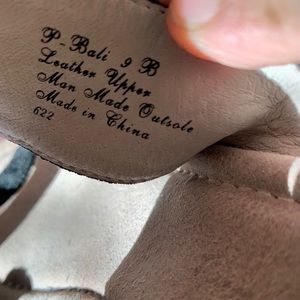 P-Bali 9 B
Leather Upper
Man Made Outsole
Made in China
622